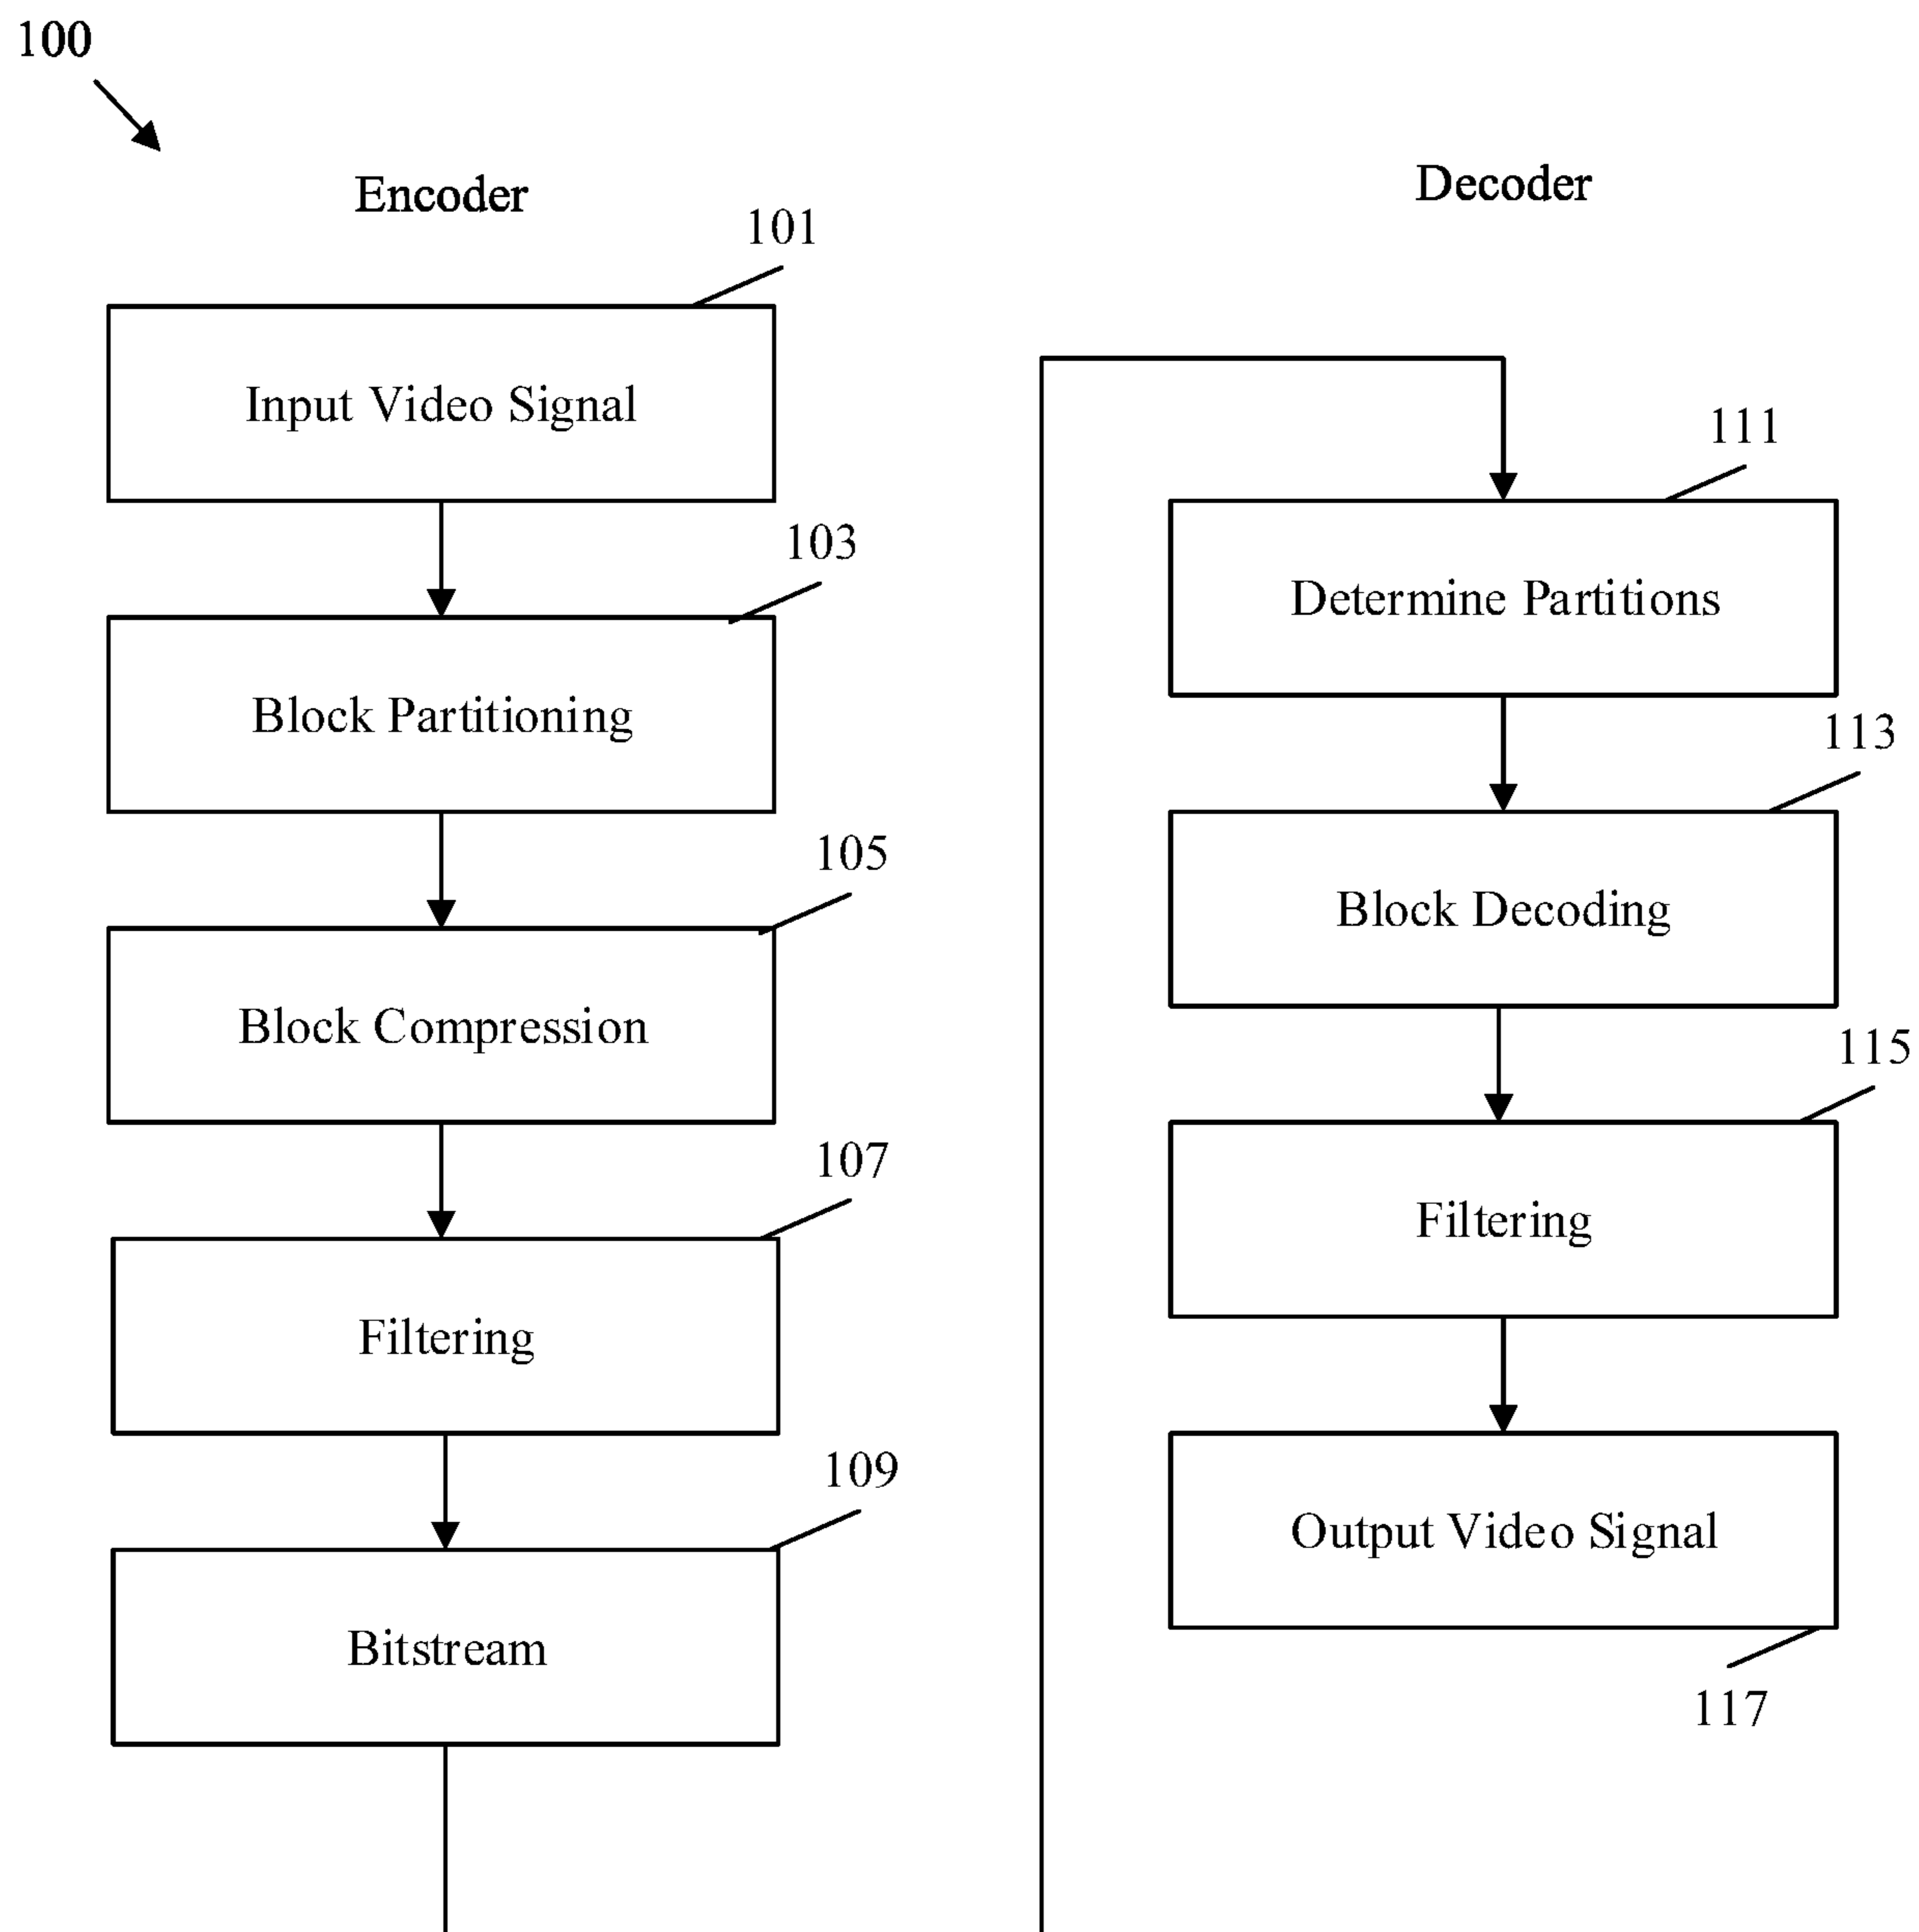 100
Encoder
101
Input Video Signal
103
Block Partitioning
105
Block Compression
107
Filtering
109
Bitstream
Decoder
111
Determine Partitions
113
Block Decoding
115
Filtering
Output Video Signal
117